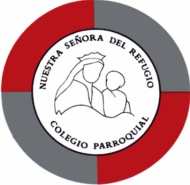 NUESTRA SEÑORA DEL REFUGIO
COLEGIO PARROQUIAL